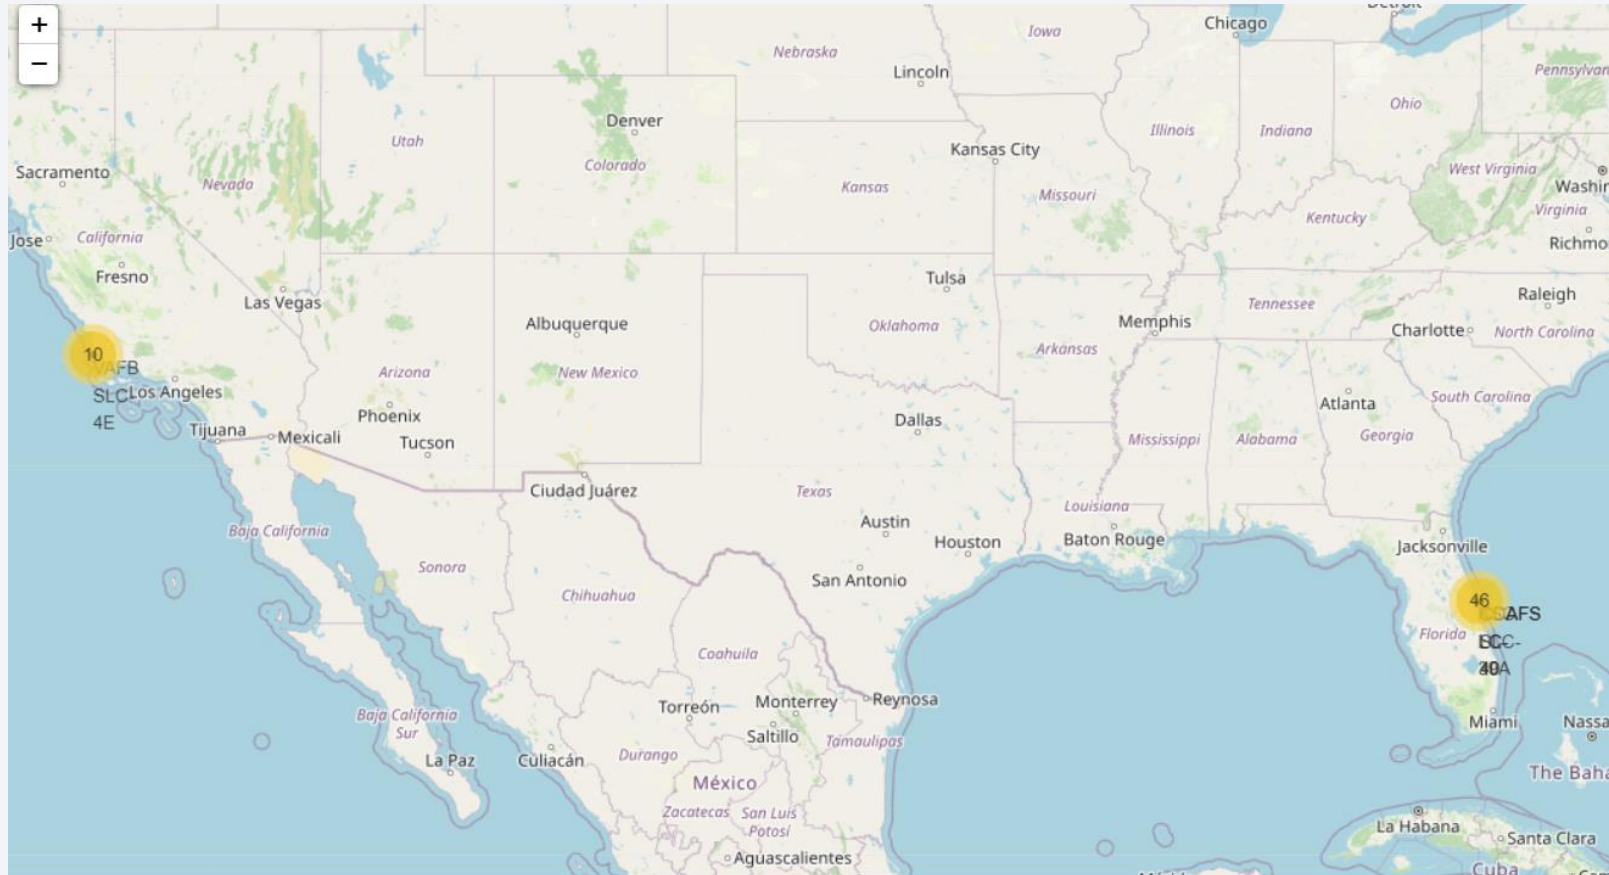 +
−
Detroit
Chicago
Iowa
Nebraska
Lincoln
Pennsylvan
Ohio
Denver
Utah
Illinois
Indiana
Kansas City
Colorado
Sacramento
West Virginia
Nevada
Kansas
Missouri
Washin
Virginia
Kentucky
California
Jose
Richmo
Fresno
Tulsa
Las Vegas
Raleigh
Tennessee
Albuquerque
Memphis
Oklahoma
Charlotte
North Carolina
10
Arkansas
VAFB
Arizona
New Mexico
SLC-
Los Angeles
South Carolina
Atlanta
Phoenix
4E
Dallas
Tijuana
Mexicali
Tucson
Mississippi
Alabama
Georgia
Ciudad Juárez
Texas
Louisiana
Austin
Baja California
Houston
Baton Rouge
Jacksonville
Sonora
San Antonio
Chihuahua
46
Florida
Coahuila
Torreón
Monterrey
Reynosa
Baja California
Sur
Miami
Nassa
Saltillo
Tamaulipas
Durango
La Paz
Culiacán
The Baha
México
Zacatecas
San Luis
Potosí
La Habana
Santa Clara
Aguascalientes
Cuba